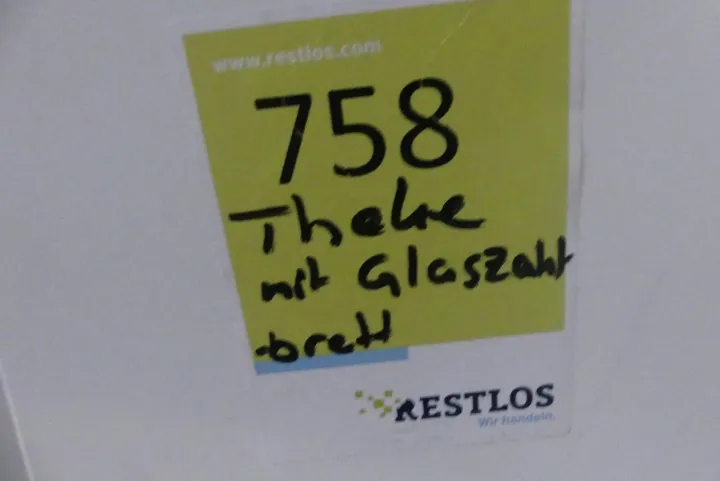 www.restlos.com
758
Theke
mit Glaszahl
-brett
RESTLOS
Wir handeln.